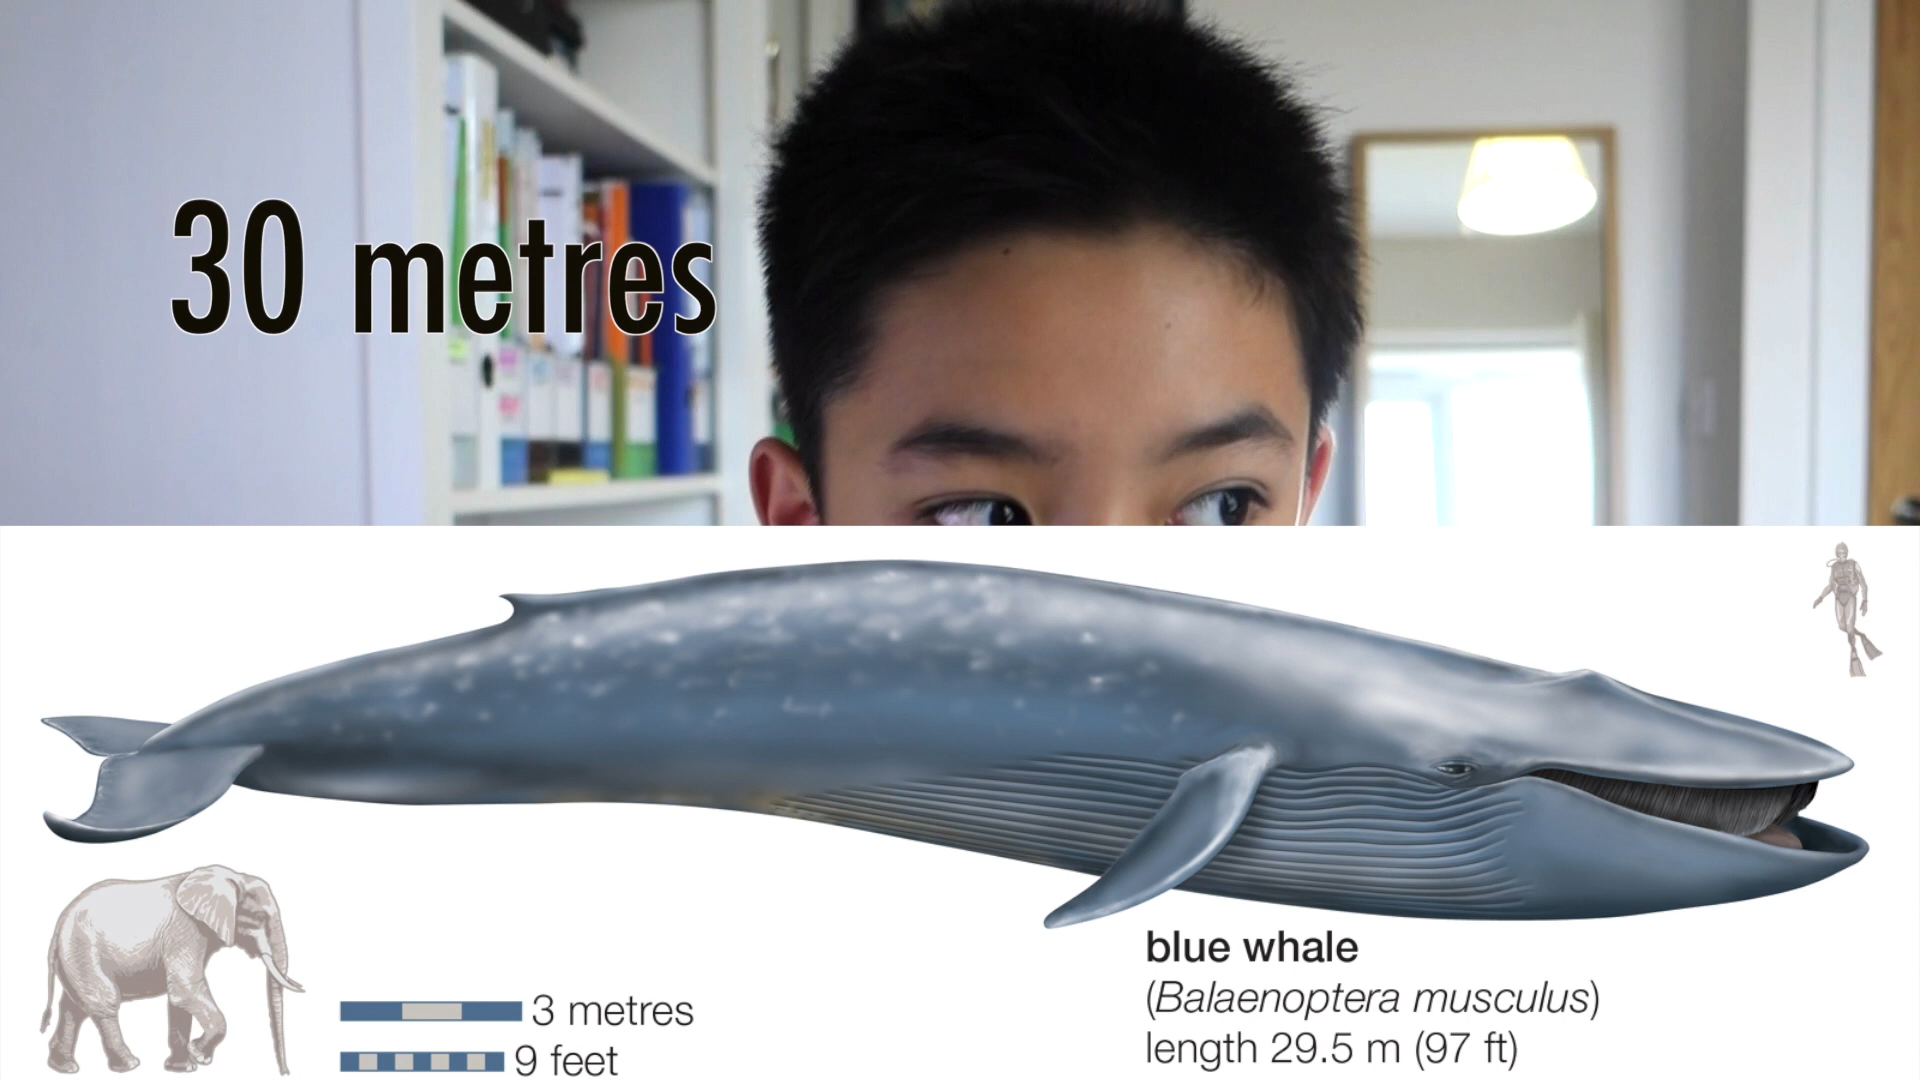 30 metres
blue whale
(Balaenoptera musculus)
length 29.5 m (97 ft)
3 metres
9 feet